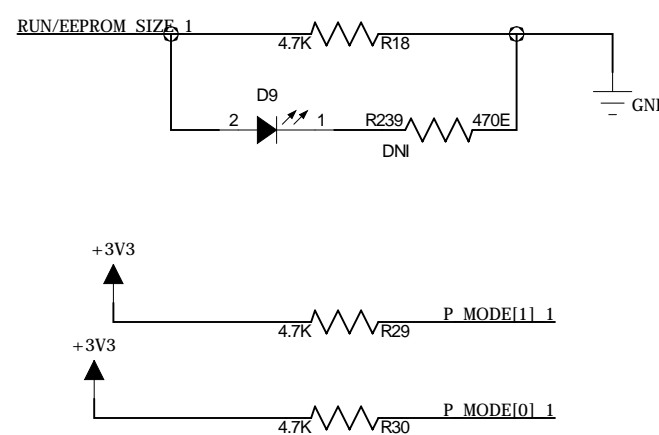 RUN/EEPROM SIZE 1
4.7K R18
D9
GND
2 1 R239 470E
DNI
+3V3
P MODE[1] 1
4.7K R29
+3V3
P MODE[0] 1
4.7K R30